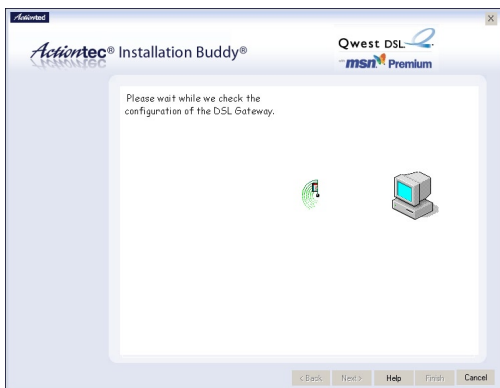 Actiontec
Actiontec® Installation Buddy®
Qwest DSL
with msn Premium
Please wait while we check the
configuration of the DSL Gateway.
< Back Next > Help Finish Cancel